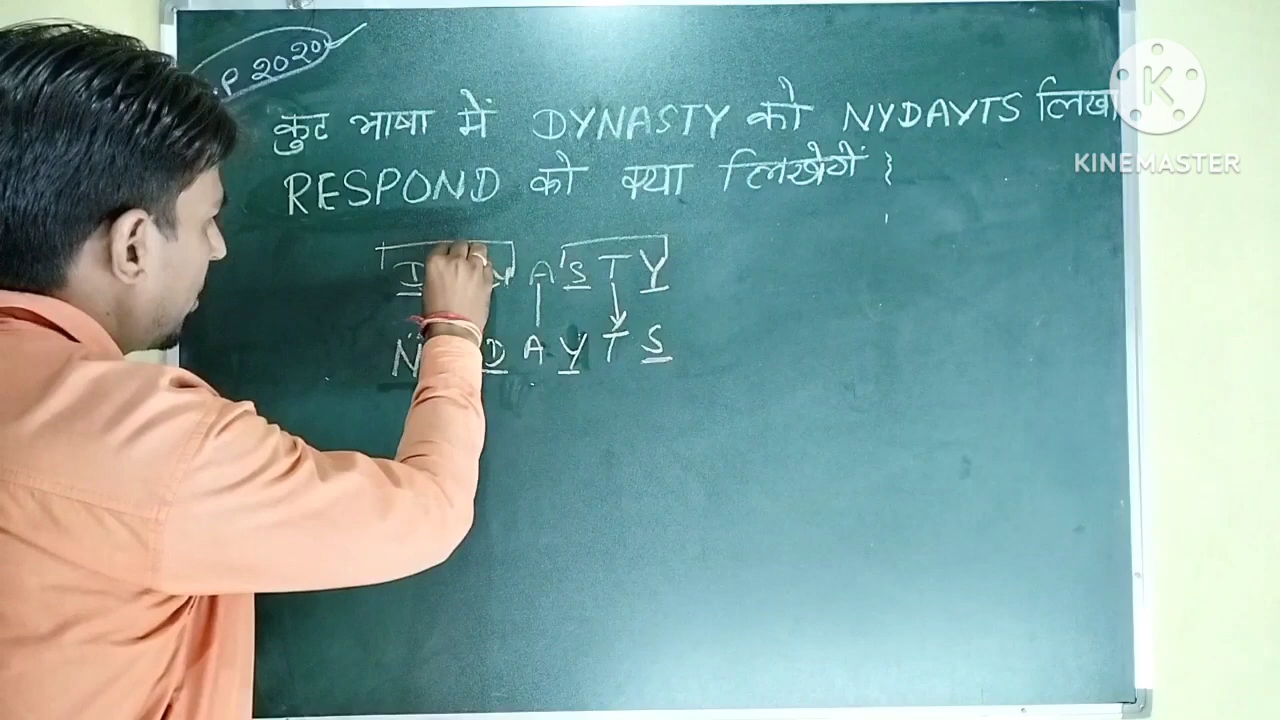 P 2020
कुट भाषा में DYNASTY को NYDAYTS लिखा
RESPOND को क्या लिखेगें }
D A S T Y
N D A Y T S
K
KINEMASTER